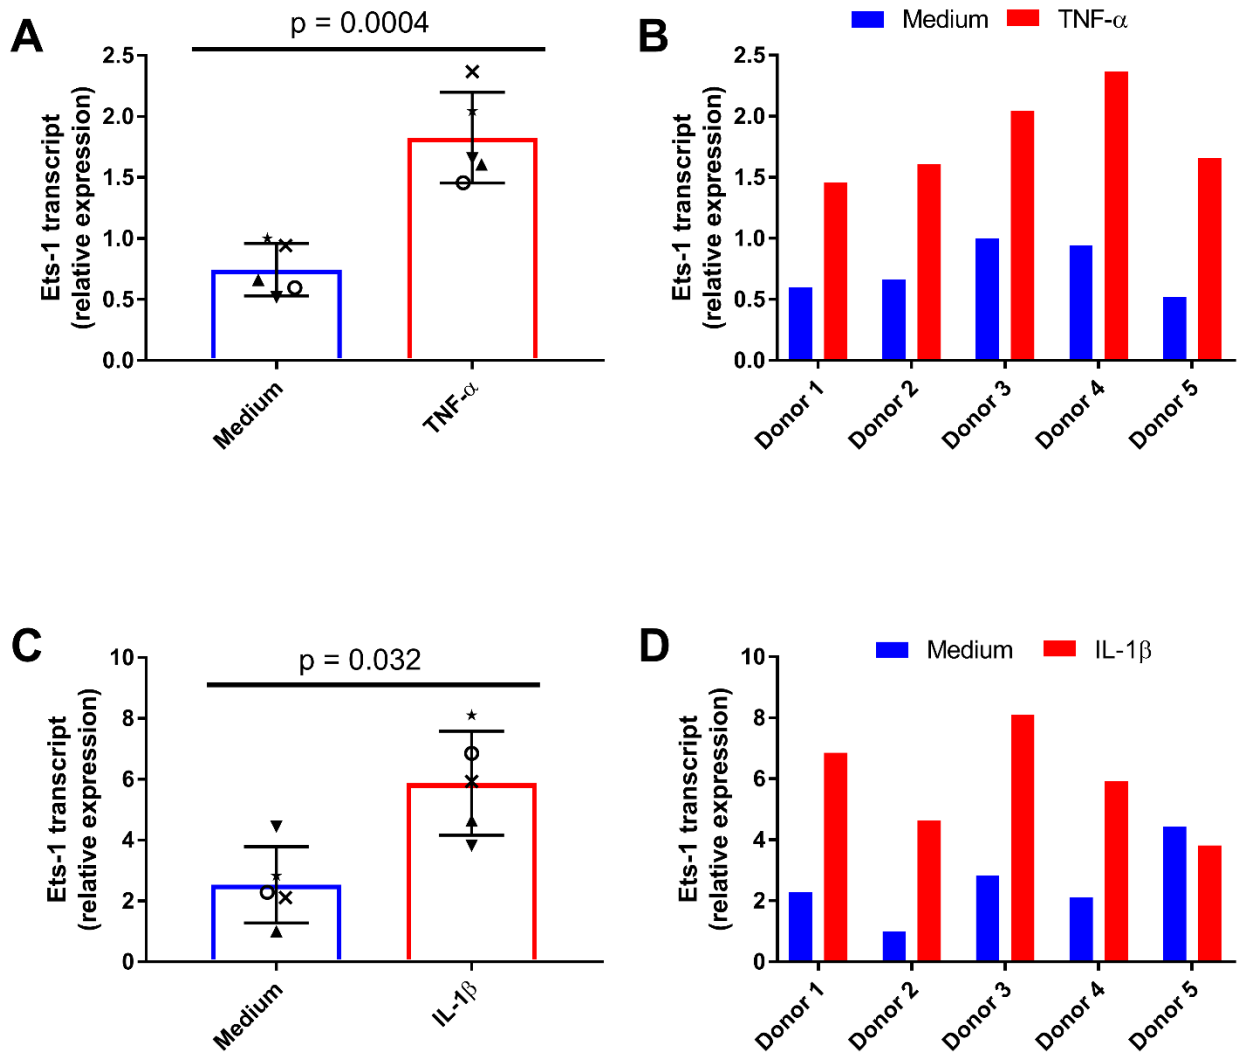 A
p = 0.0004
Ets-1 transcript
(relative expression)
2.5
2.0
1.5
1.0
0.5
0.0
Medium
TNF-α
B
Medium
TNF-α
Ets-1 transcript
(relative expression)
2.5
2.0
1.5
1.0
0.5
0.0
Donor 1
Donor 2
Donor 3
Donor 4
Donor 5
C
p = 0.032
Ets-1 transcript
(relative expression)
10
8
6
4
2
0
Medium
IL-1β
D
Medium
IL-1β
Ets-1 transcript
(relative expression)
10
8
6
4
2
0
Donor 1
Donor 2
Donor 3
Donor 4
Donor 5